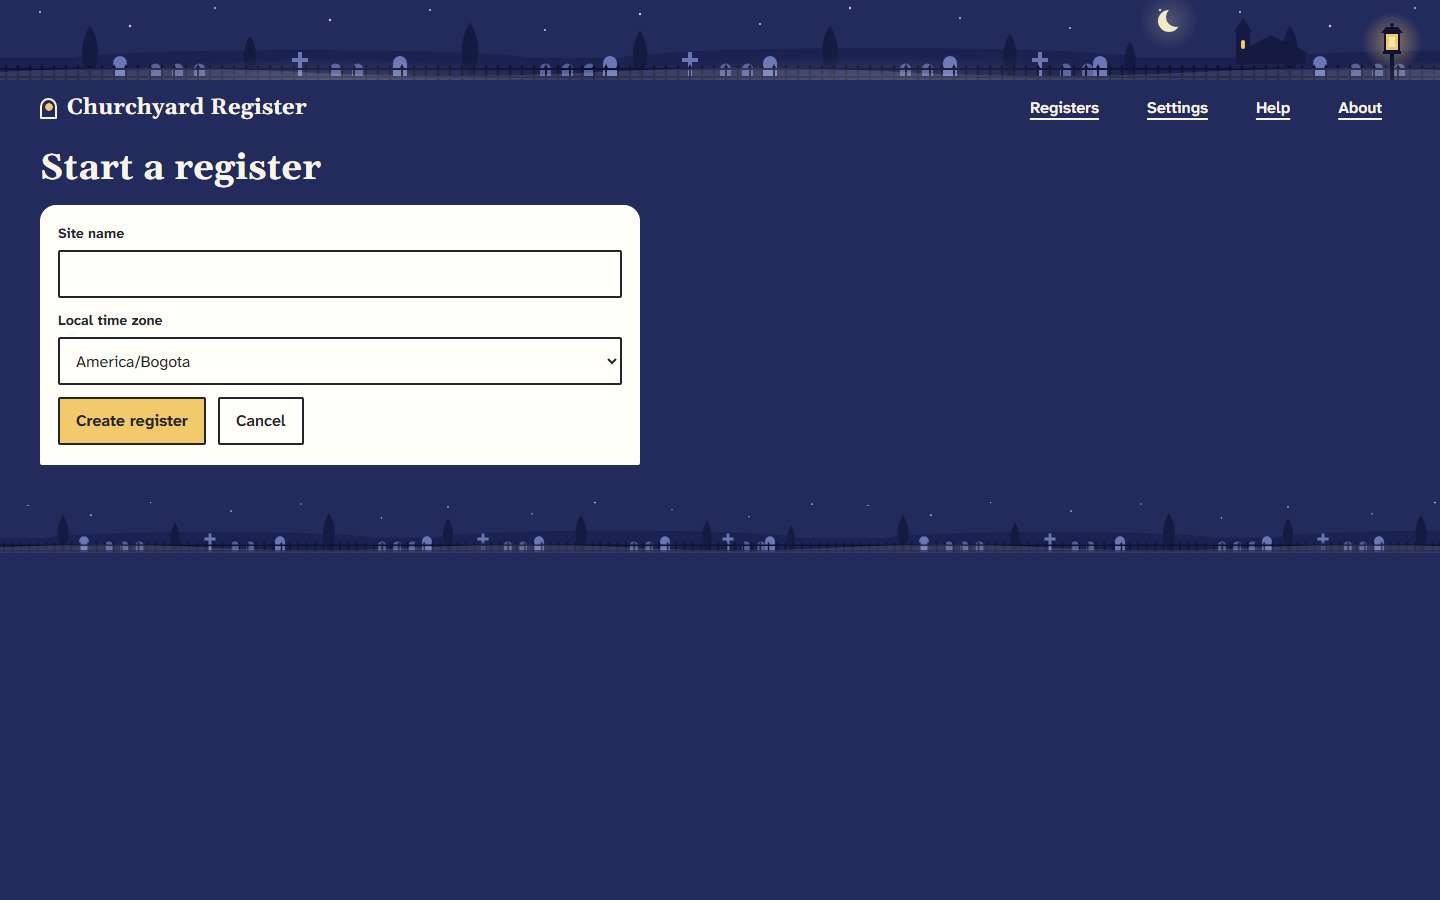 Churchyard Register
Registers
Settings
Help
About
Start a register
Site name
Local time zone
America/Bogota
Create register
Cancel